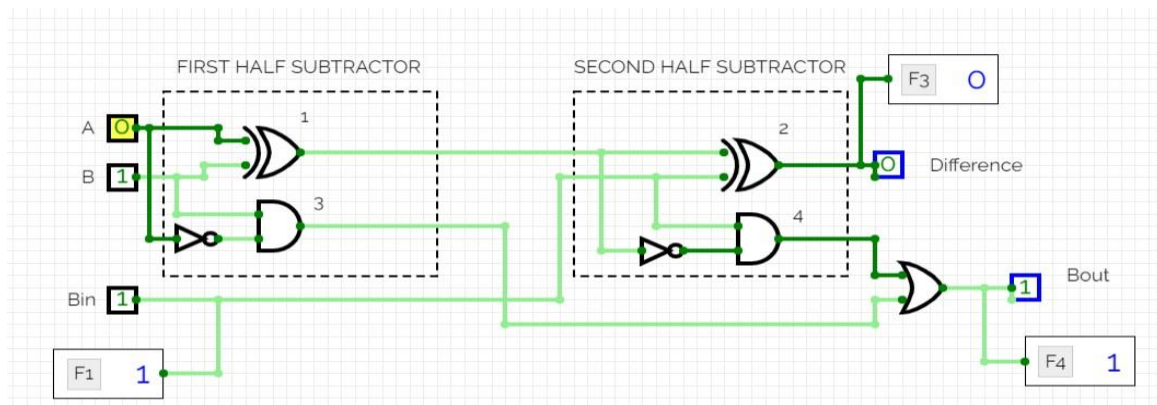 FIRST HALF SUBTRACTOR
SECOND HALF SUBTRACTOR
F3 0
A 0
1
2
0 Difference
B 1
3
4
Bin 1
1 Bout
F1 1
F4 1